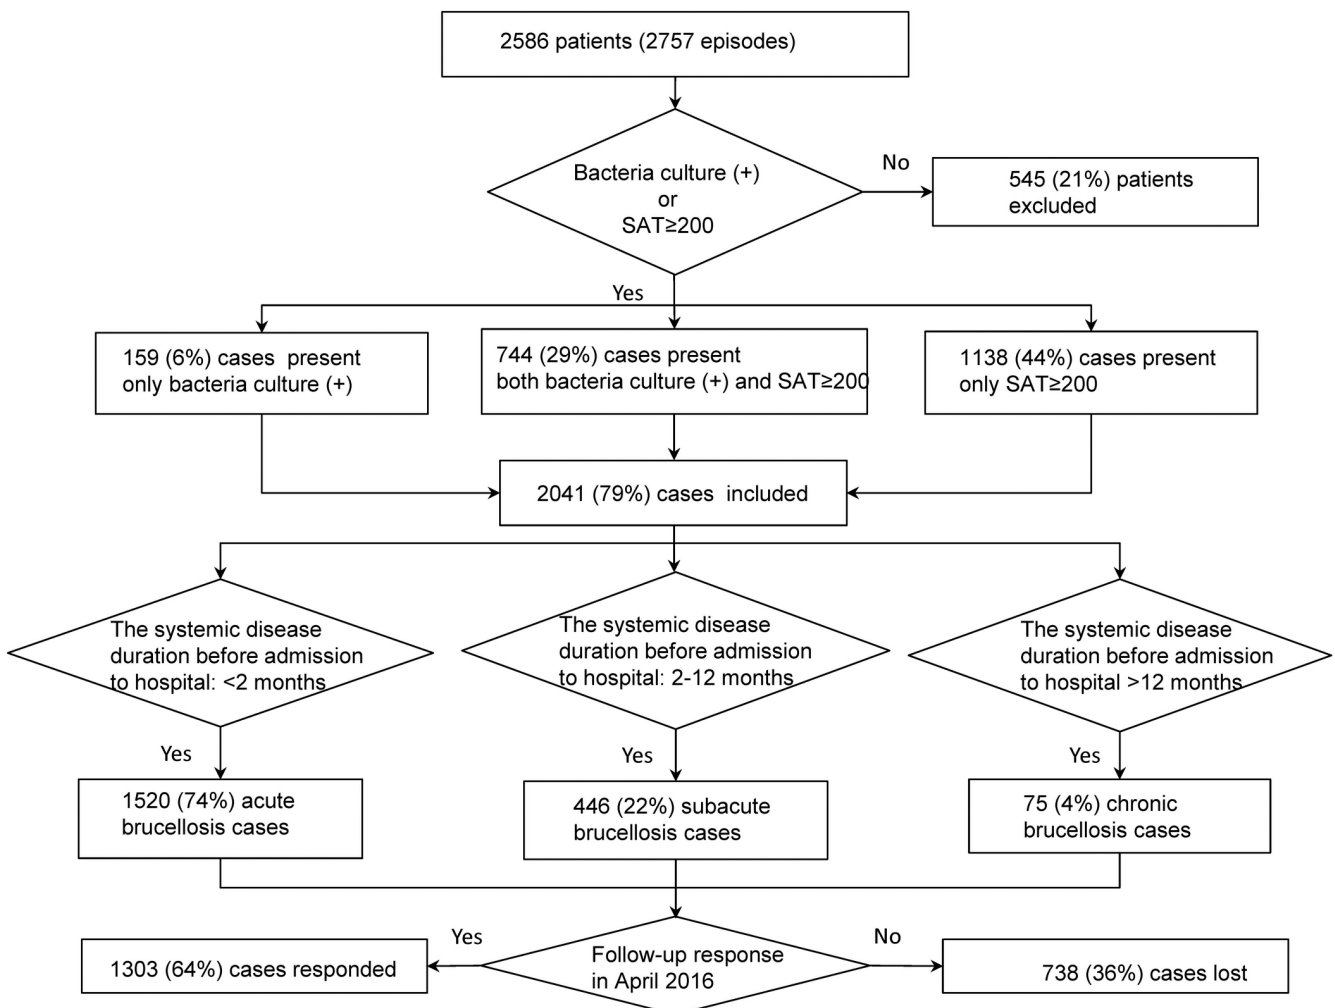 2586 patients (2757 episodes)
Bacteria culture (+)
or
SAT≥200
No
545 (21%) patients
excluded
Yes
159 (6%) cases present
only bacteria culture (+)
744 (29%) cases present
both bacteria culture (+) and SAT≥200
1138 (44%) cases present
only SAT≥200
2041 (79%) cases included
The systemic disease
duration before admission
to hospital: <2 months
The systemic disease
duration before admission
to hospital: 2-12 months
The systemic disease
duration before admission
to hospital >12 months
Yes
Yes
Yes
1520 (74%) acute
brucellosis cases
446 (22%) subacute
brucellosis cases
75 (4%) chronic
brucellosis cases
Yes
No
1303 (64%) cases responded
Follow-up response
in April 2016
738 (36%) cases lost